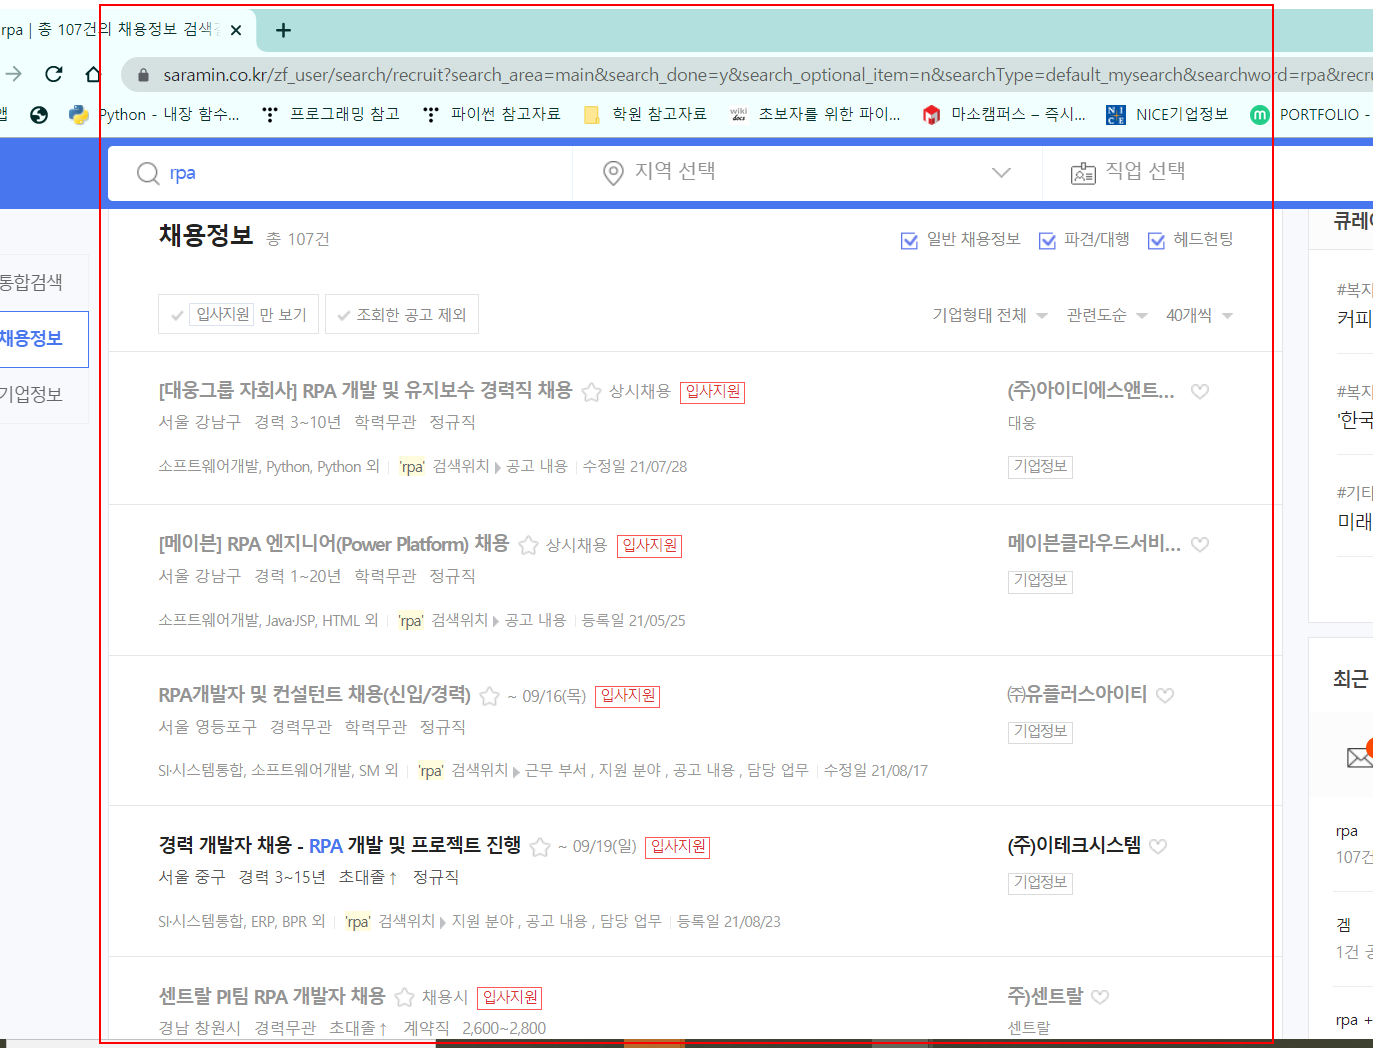 rpa | 총 107건의 채용정보 검색
saramin.co.kr/zf_user/search/recruit?search_area=main&search_done=y&search_optional_item=n&searchType=default_mysearch&searchword=rpa&recru
앱 Python - 내장 함수... 프로그래밍 참고 파이썬 참고자료 학원 참고자료 wiki docs 초보자를 위한 파이... 마소캠퍼스 – 즉시... NICE NICE기업정보 m PORTFOLIO -
rpa 지역 선택 직업 선택
통합검색
채용정보
기업정보
채용정보 총 107건 일반 채용정보 파견/대행 헤드헌팅
입사지원 만 보기 조회한 공고 제외 기업형태 전체 관련도순 40개씩
[대웅그룹 자회사] RPA 개발 및 유지보수 경력직 채용 상시채용 입사지원 (주)아이디에스앤트...
서울 강남구 경력 3~10년 학력무관 정규직 대웅
소프트웨어개발, Python, Python 외 'rpa' 검색위치 공고 내용 수정일 21/07/28 기업정보
[메이븐] RPA 엔지니어(Power Platform) 채용 상시채용 입사지원 메이븐클라우드서비...
서울 강남구 경력 1~20년 학력무관 정규직 기업정보
소프트웨어개발, Java·JSP, HTML 외 'rpa' 검색위치 공고 내용 등록일 21/05/25
RPA개발자 및 컨설턴트 채용(신입/경력) ~ 09/16(목) 입사지원 ㈜유플러스아이티
서울 영등포구 경력무관 학력무관 정규직 기업정보
SI·시스템통합, 소프트웨어개발, SM 외 'rpa' 검색위치 근무 부서 , 지원 분야 , 공고 내용 , 담당 업무 수정일 21/08/17
경력 개발자 채용 - RPA 개발 및 프로젝트 진행 ~ 09/19(일) 입사지원 (주)이테크시스템
서울 중구 경력 3~15년 초대졸↑ 정규직 기업정보
SI·시스템통합, ERP, BPR 외 'rpa' 검색위치 지원 분야 , 공고 내용 , 담당 업무 등록일 21/08/23
센트랄 PI팀 RPA 개발자 채용 채용시 입사지원 주)센트랄
경남 창원시 경력무관 초대졸↑ 계약직 2,600~2,800 센트랄
큐레이
#복지
커피
#복지
'한국
#기타
미래
최근
rpa
107건
겜
1건 공
rpa +